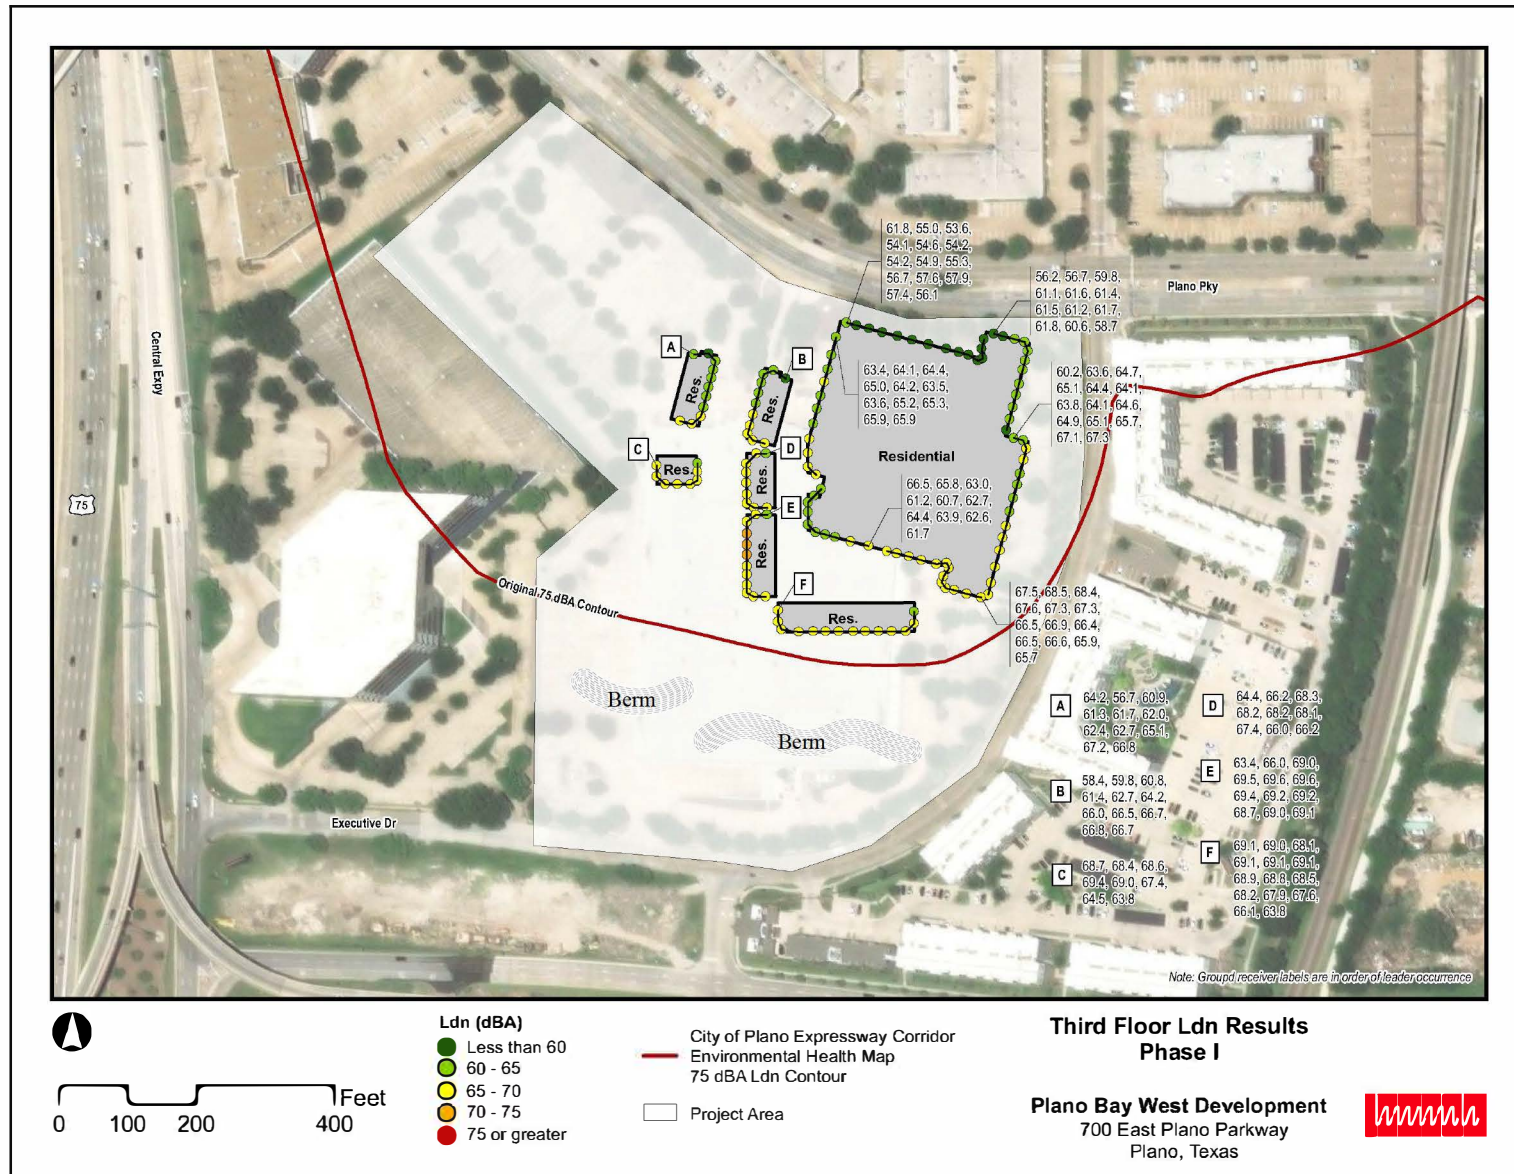 61.8, 55.0, 53.6,
54.1, 54.6, 54.2,
54.2, 54.9, 55.3,
56.7, 57.6, 57.9,
57.4, 56.1
56.2, 56.7, 59.8,
61.1, 61.6, 61.4,
61.5, 61.2, 61.7,
61.8, 60.6, 58.7
Plano Pky
Central Expy
75
A
B
C
D
E
F
Res.
Res.
Res.
Res.
Res.
Res.
63.4, 64.1, 64.4,
65.0, 64.2, 63.5,
63.6, 65.2, 65.3,
65.9, 65.9
60.2, 63.6, 64.7,
65.1, 64.4, 64.1,
63.8, 64.1, 64.6,
64.9, 65.1, 65.7,
67.1, 67.3
Residential
66.5, 65.8, 63.0,
61.2, 60.7, 62.7,
64.4, 63.9, 62.6,
61.7
Original 75 dBA Contour
67.5, 68.5, 68.4,
67.6, 67.3, 67.3,
66.5, 66.9, 66.4,
66.5, 66.6, 65.9,
65.7
Berm
Berm
Executive Dr
A
64.2, 56.7, 60.9,
61.3, 61.7, 62.0,
62.4, 62.7, 65.1,
67.2, 66.8
B
58.4, 59.8, 60.8,
61.4, 62.7, 64.2,
66.0, 66.5, 66.7,
66.8, 66.7
C
68.7, 68.4, 68.6,
69.4, 69.0, 67.4,
64.5, 63.8
D
64.4, 66.2, 68.3,
68.2, 68.2, 68.1,
67.4, 66.0, 66.2
E
63.4, 66.0, 69.0,
69.5, 69.6, 69.6,
69.4, 69.2, 69.2,
68.7, 69.0, 69.1
F
69.1, 69.0, 68.1,
69.1, 69.1, 69.1,
68.9, 68.8, 68.5,
68.2, 67.9, 67.6,
66.1, 63.8
Note: Groupd receiver labels are in order of leader occurrence
Feet
0 100 200 400
Ldn (dBA)
Less than 60
60 - 65
65 - 70
70 - 75
75 or greater
City of Plano Expressway Corridor
Environmental Health Map
75 dBA Ldn Contour
Project Area
Third Floor Ldn Results
Phase I
Plano Bay West Development
700 East Plano Parkway
Plano, Texas
hmmh